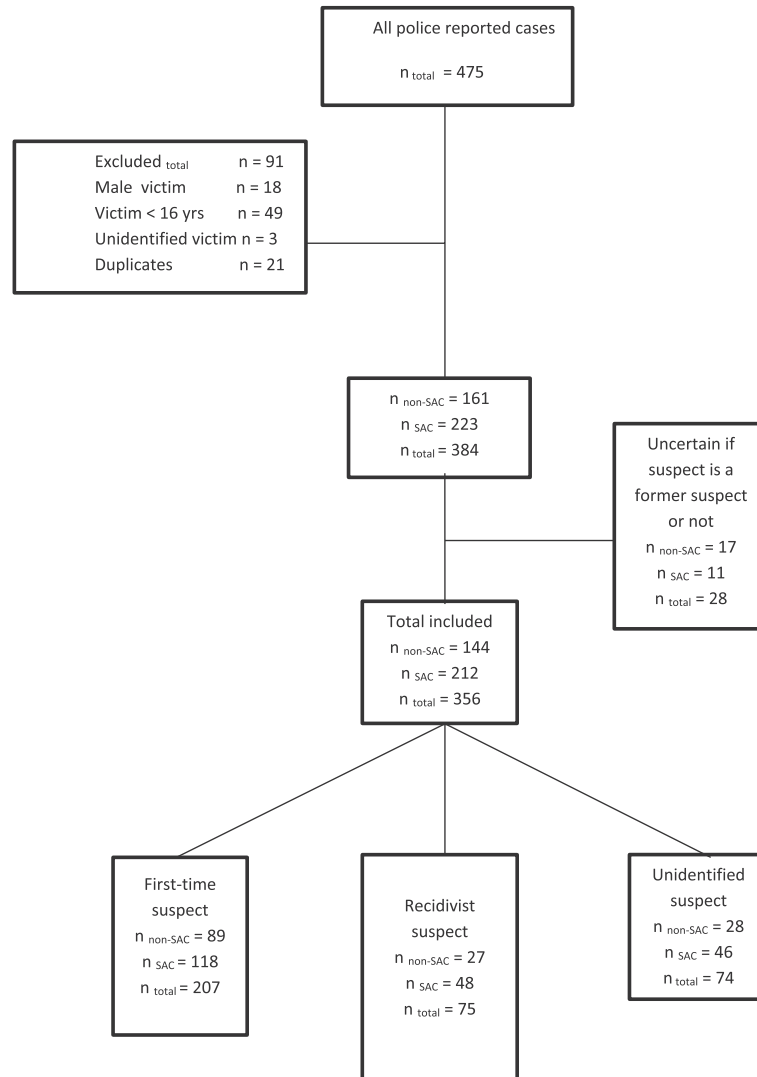 All police reported cases
n total = 475
Excluded total n = 91
Male victim n = 18
Victim < 16 yrs n = 49
Unidentified victim n = 3
Duplicates n = 21
n non-SAC = 161
n SAC = 223
n total = 384
Uncertain if
suspect is a
former suspect
or not
n non-SAC = 17
n SAC = 11
n total = 28
Total included
n non-SAC = 144
n SAC = 212
n total = 356
First-time
suspect
n non-SAC = 89
n SAC = 118
n total = 207
Recidivist
suspect
n non-SAC = 27
n SAC = 48
n total = 75
Unidentified
suspect
n non-SAC = 28
n SAC = 46
n total = 74